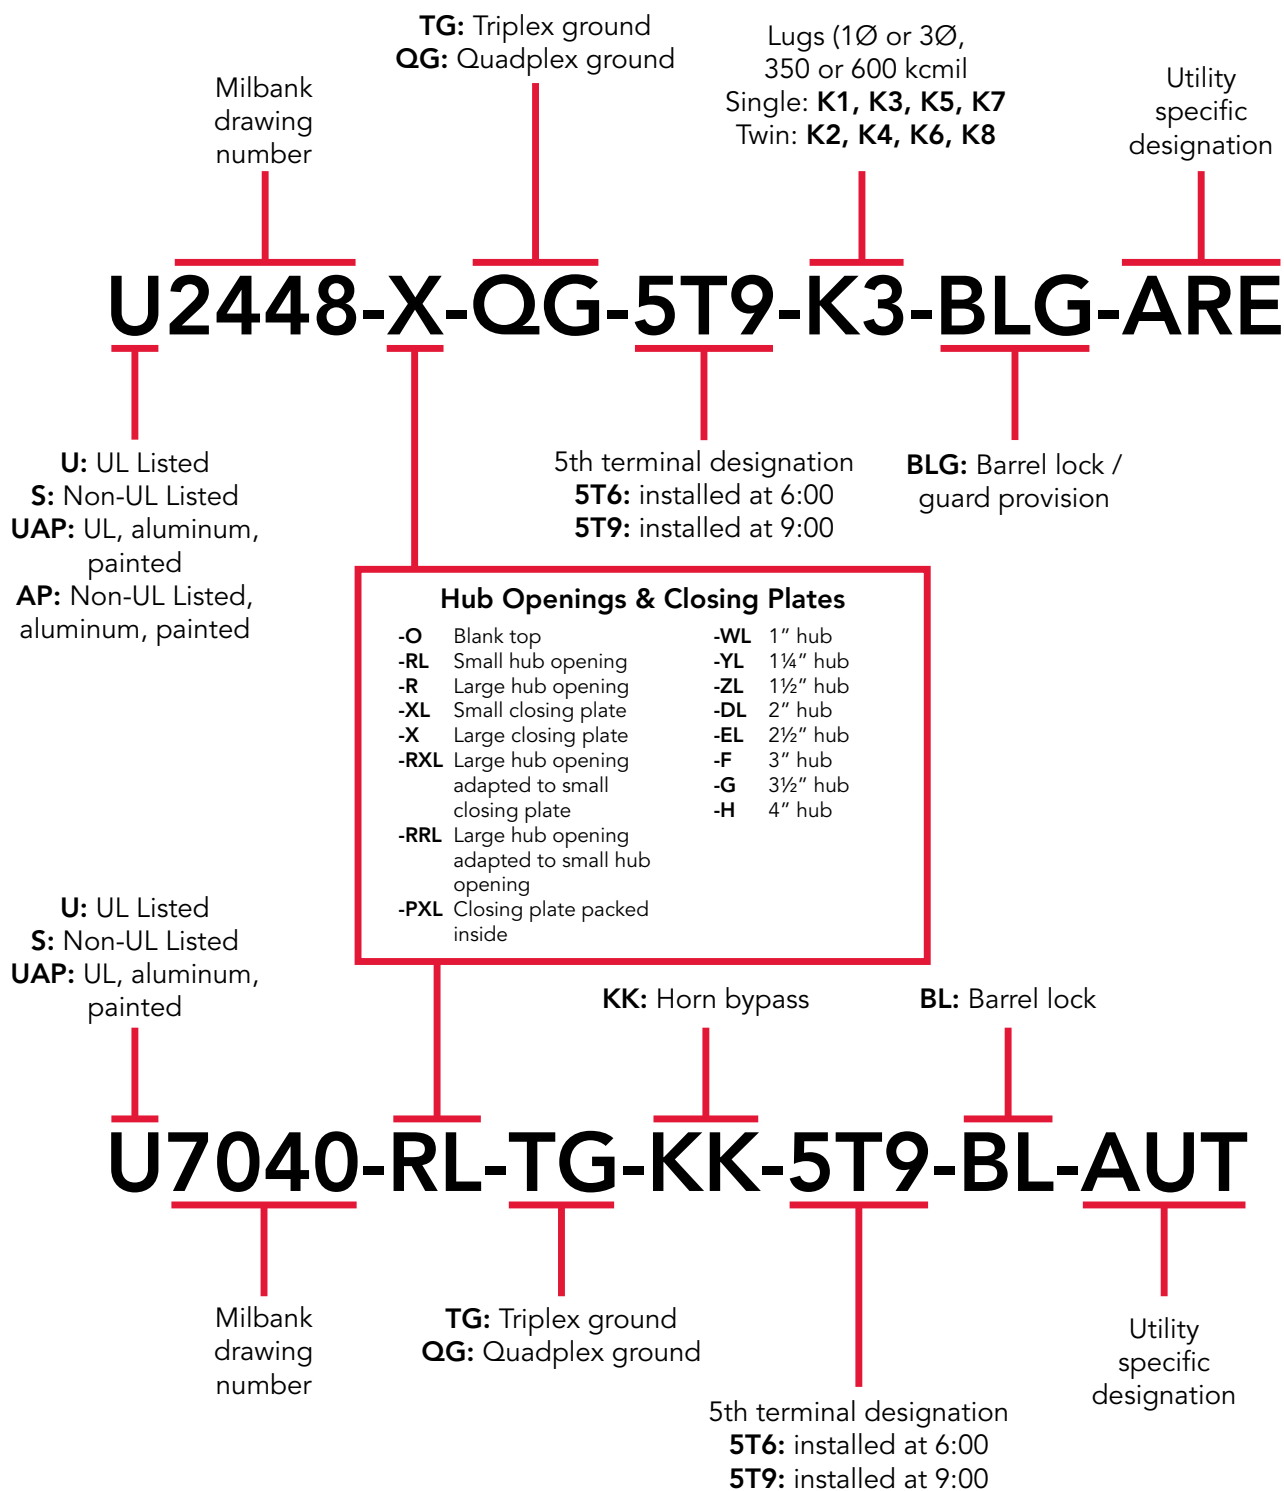 TG: Triplex ground
QG: Quadplex ground
Lugs (1Ø or 3Ø,
350 or 600 kcmil
Single: K1, K3, K5, K7
Twin: K2, K4, K6, K8
Milbank
drawing
number
Utility
specific
designation
U2448-X-QG-5T9-K3-BLG-ARE
U: UL Listed
S: Non-UL Listed
UAP: UL, aluminum,
painted
AP: Non-UL Listed,
aluminum, painted
5th terminal designation
5T6: installed at 6:00
5T9: installed at 9:00
BLG: Barrel lock /
guard provision
Hub Openings & Closing Plates
-O Blank top
-RL Small hub opening
-R Large hub opening
-XL Small closing plate
-X Large closing plate
-RXL Large hub opening
adapted to small
closing plate
-RRL Large hub opening
adapted to small hub
opening
-PXL Closing plate packed
inside
-WL 1” hub
-YL 1¼” hub
-ZL 1½” hub
-DL 2” hub
-EL 2½” hub
-F 3” hub
-G 3½” hub
-H 4” hub
U: UL Listed
S: Non-UL Listed
UAP: UL, aluminum,
painted
KK: Horn bypass
BL: Barrel lock
U7040-RL-TG-KK-5T9-BL-AUT
Milbank
drawing
number
TG: Triplex ground
QG: Quadplex ground
5th terminal designation
5T6: installed at 6:00
5T9: installed at 9:00
Utility
specific
designation